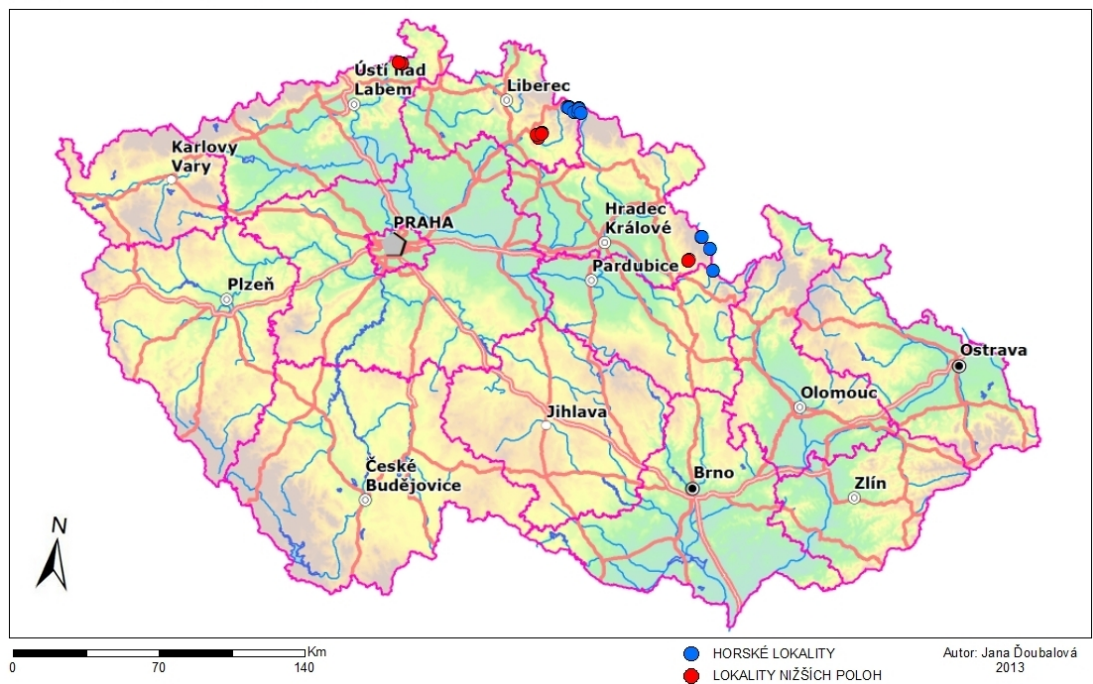 Ústí nad
Labem
Liberec
Karlovy
Vary
PRAHA
Hradec
Králové
Pardubice
Plzeň
Ostrava
Olomouc
Jihlava
České
Budějovice
Brno
Zlín
N
Km
0 70 140
HORSKÉ LOKALITY
LOKALITY NIŽŠÍCH POLOH
Autor: Jana Ďoubalová
2013